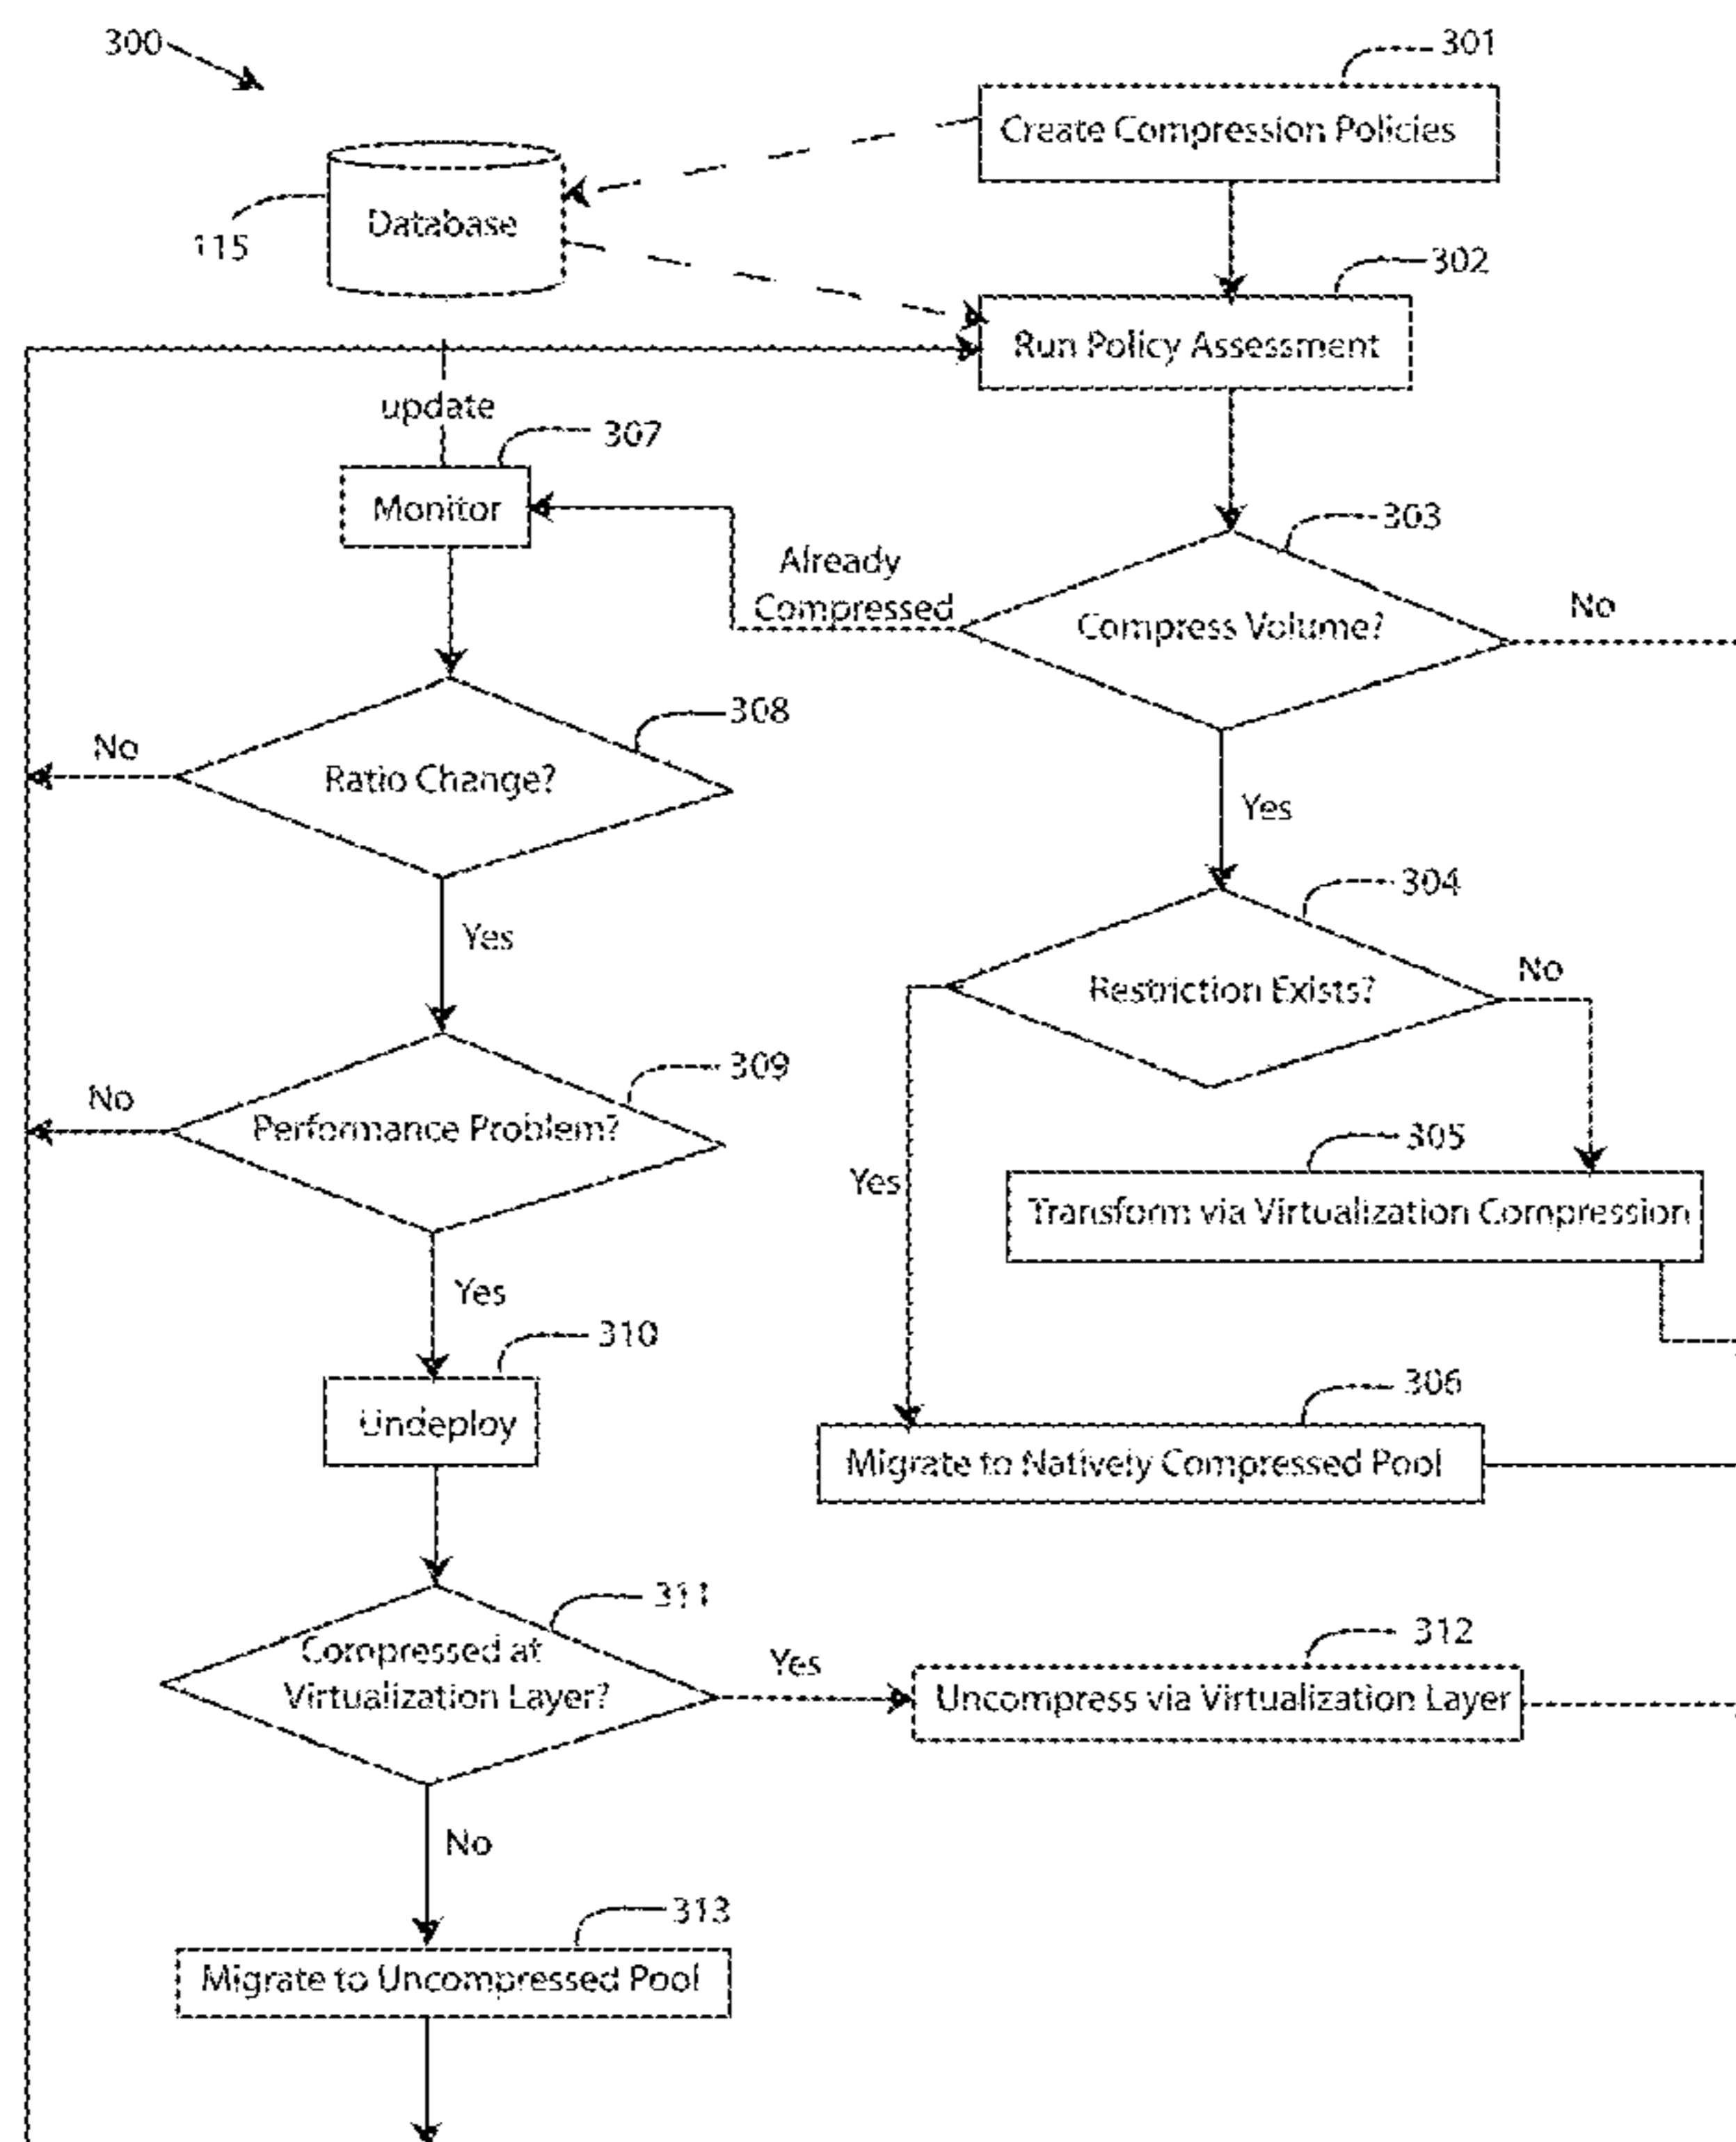 300
301
Create Compression Policies
Database
115
302
Run Policy Assessment
update
307
Monitor
303
Already
Compressed
Compress Volume?
No
308
No
Ratio Change?
Yes
Yes
304
Restriction Exists?
No
309
No
Performance Problem?
305
Yes
Transform via Virtualization Compression
Yes
310
306
Undeploy
Migrate to Natively Compressed Pool
311
Compressed at
Virtualization Layer?
Yes
312
Uncompress via Virtualization Layer
No
313
Migrate to Uncompressed Pool